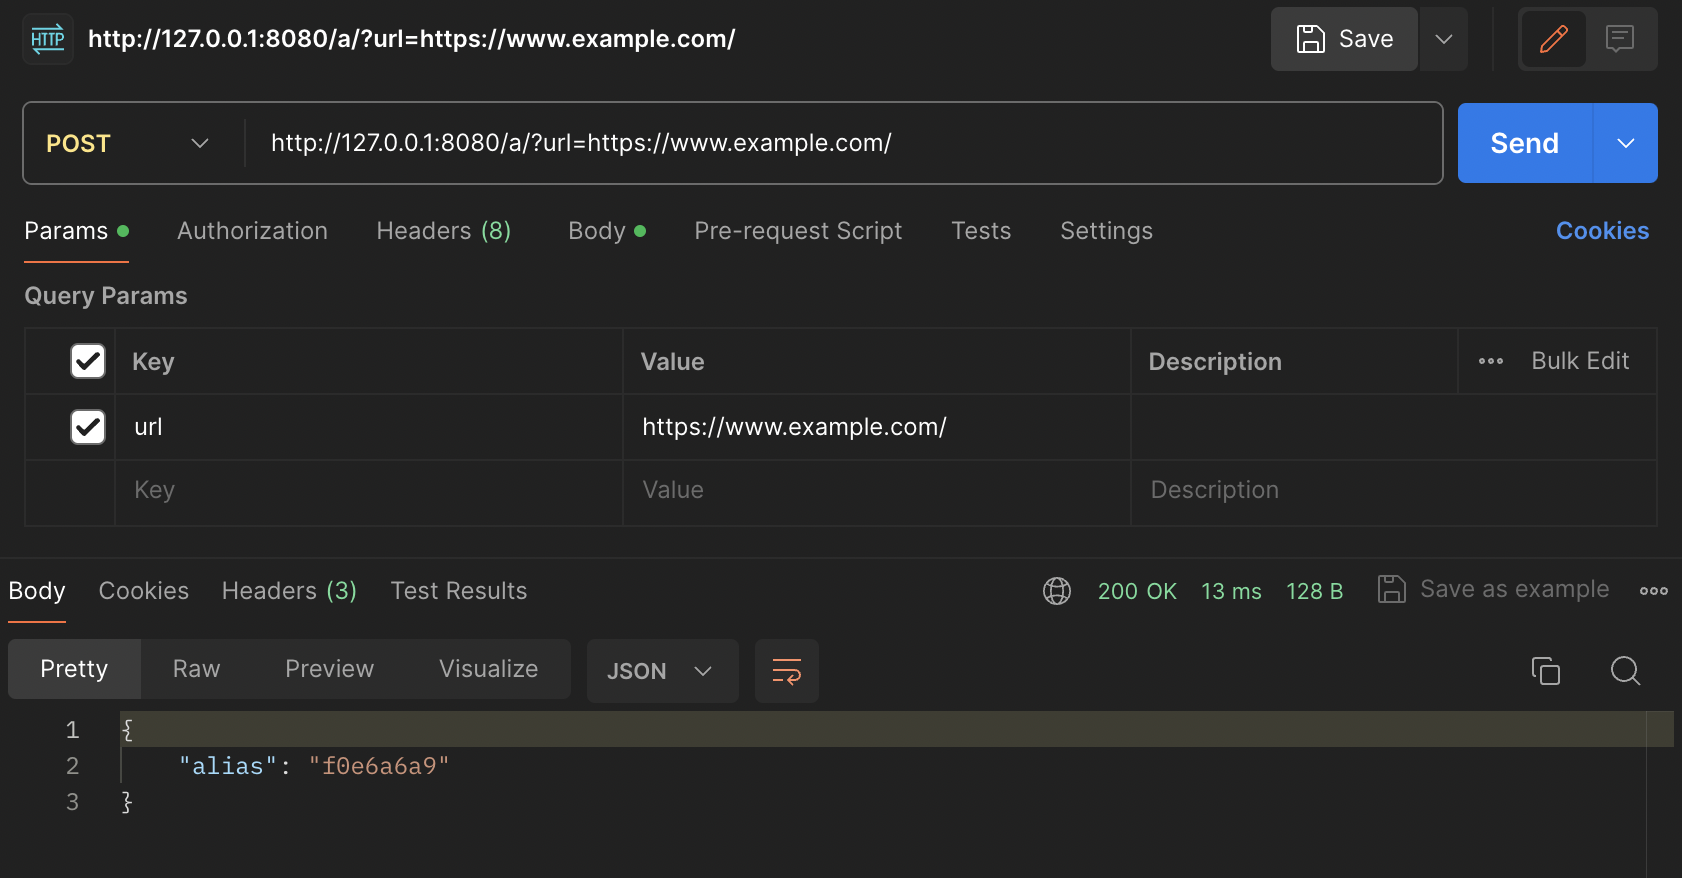 HTTP http://127.0.0.1:8080/a/?url=https://www.example.com/ Save
POST http://127.0.0.1:8080/a/?url=https://www.example.com/ Send
Params Authorization Headers (8) Body Pre-request Script Tests Settings Cookies
Query Params
Key Value Description Bulk Edit
url https://www.example.com/
Key Value Description
Body Cookies Headers (3) Test Results 200 OK 13 ms 128 B Save as example
Pretty Raw Preview Visualize JSON
1 {
2 "alias": "f0e6a6a9"
3 }